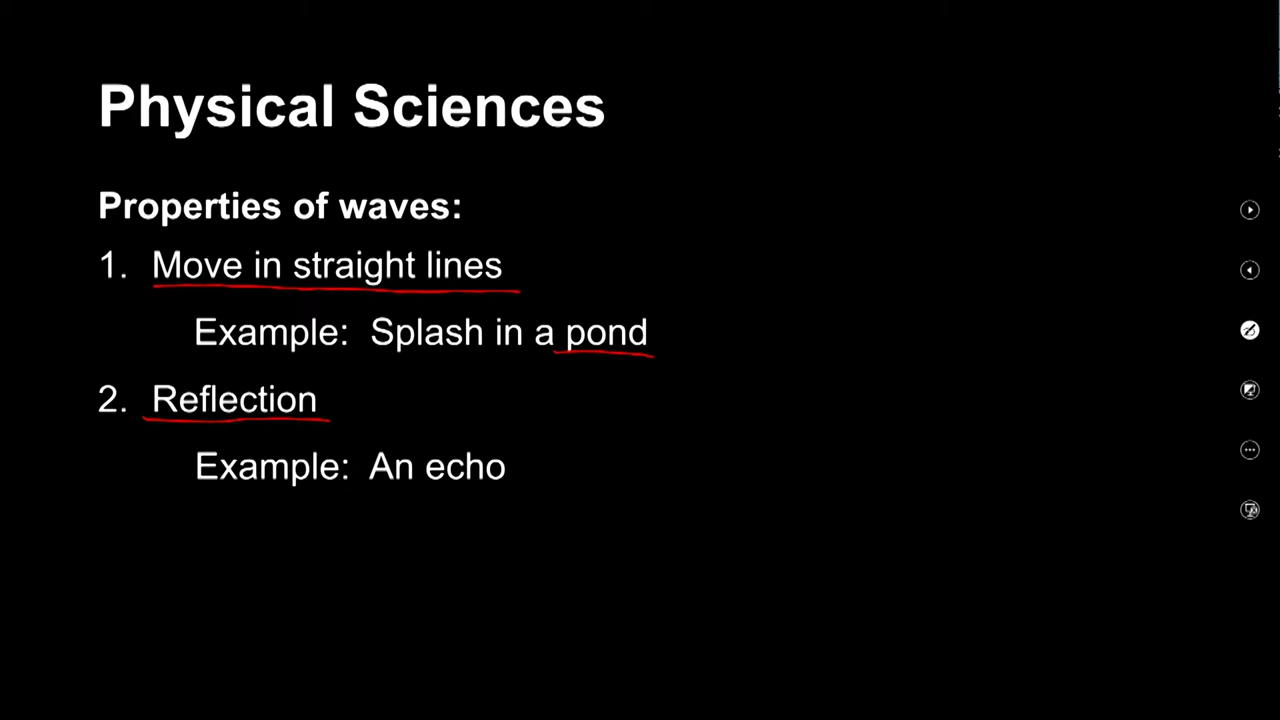 Physical Sciences
Properties of waves:
1. Move in straight lines
Example: Splash in a pond
2. Reflection
Example: An echo